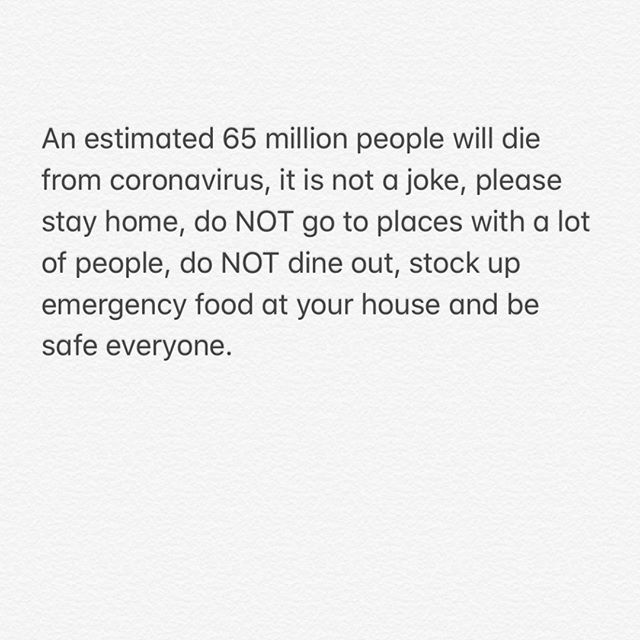 An estimated 65 million people will die
from coronavirus, it is not a joke, please
stay home, do NOT go to places with a lot
of people, do NOT dine out, stock up
emergency food at your house and be
safe everyone.